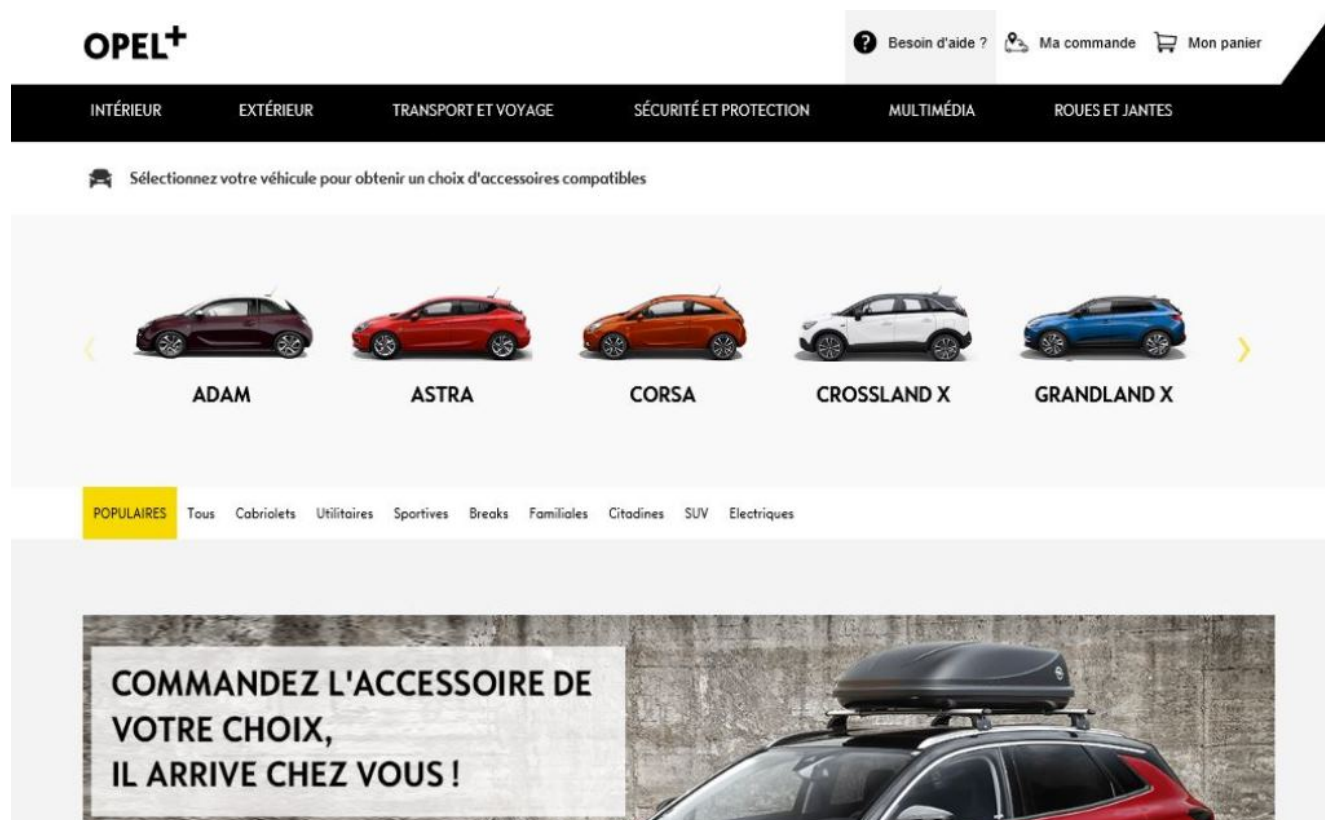 OPEL+
Besoin d'aide ? Ma commande Mon panier
INTÉRIEUR EXTÉRIEUR TRANSPORT ET VOYAGE SÉCURITÉ ET PROTECTION MULTIMÉDIA ROUES ET JANTES
Sélectionnez votre véhicule pour obtenir un choix d'accessoires compatibles
ADAM ASTRA CORSA CROSSLAND X GRANDLAND X
POPULAIRES Tous Cabriolets Utilitaires Sportives Breaks Familiales Citadines SUV Electriques
COMMANDEZ L'ACCESSOIRE DE
VOTRE CHOIX,
IL ARRIVE CHEZ VOUS !